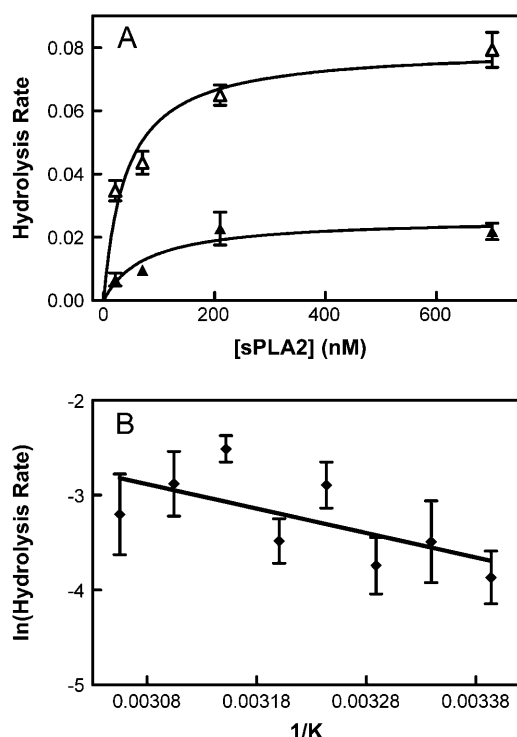 A
0.08
0.06
0.04
0.02
0.00
Hydrolysis Rate
0 200 400 600
[sPLA2] (nM)
B
-2
-3
-4
-5
ln(Hydrolysis Rate)
0.00308 0.00318 0.00328 0.00338
1/K